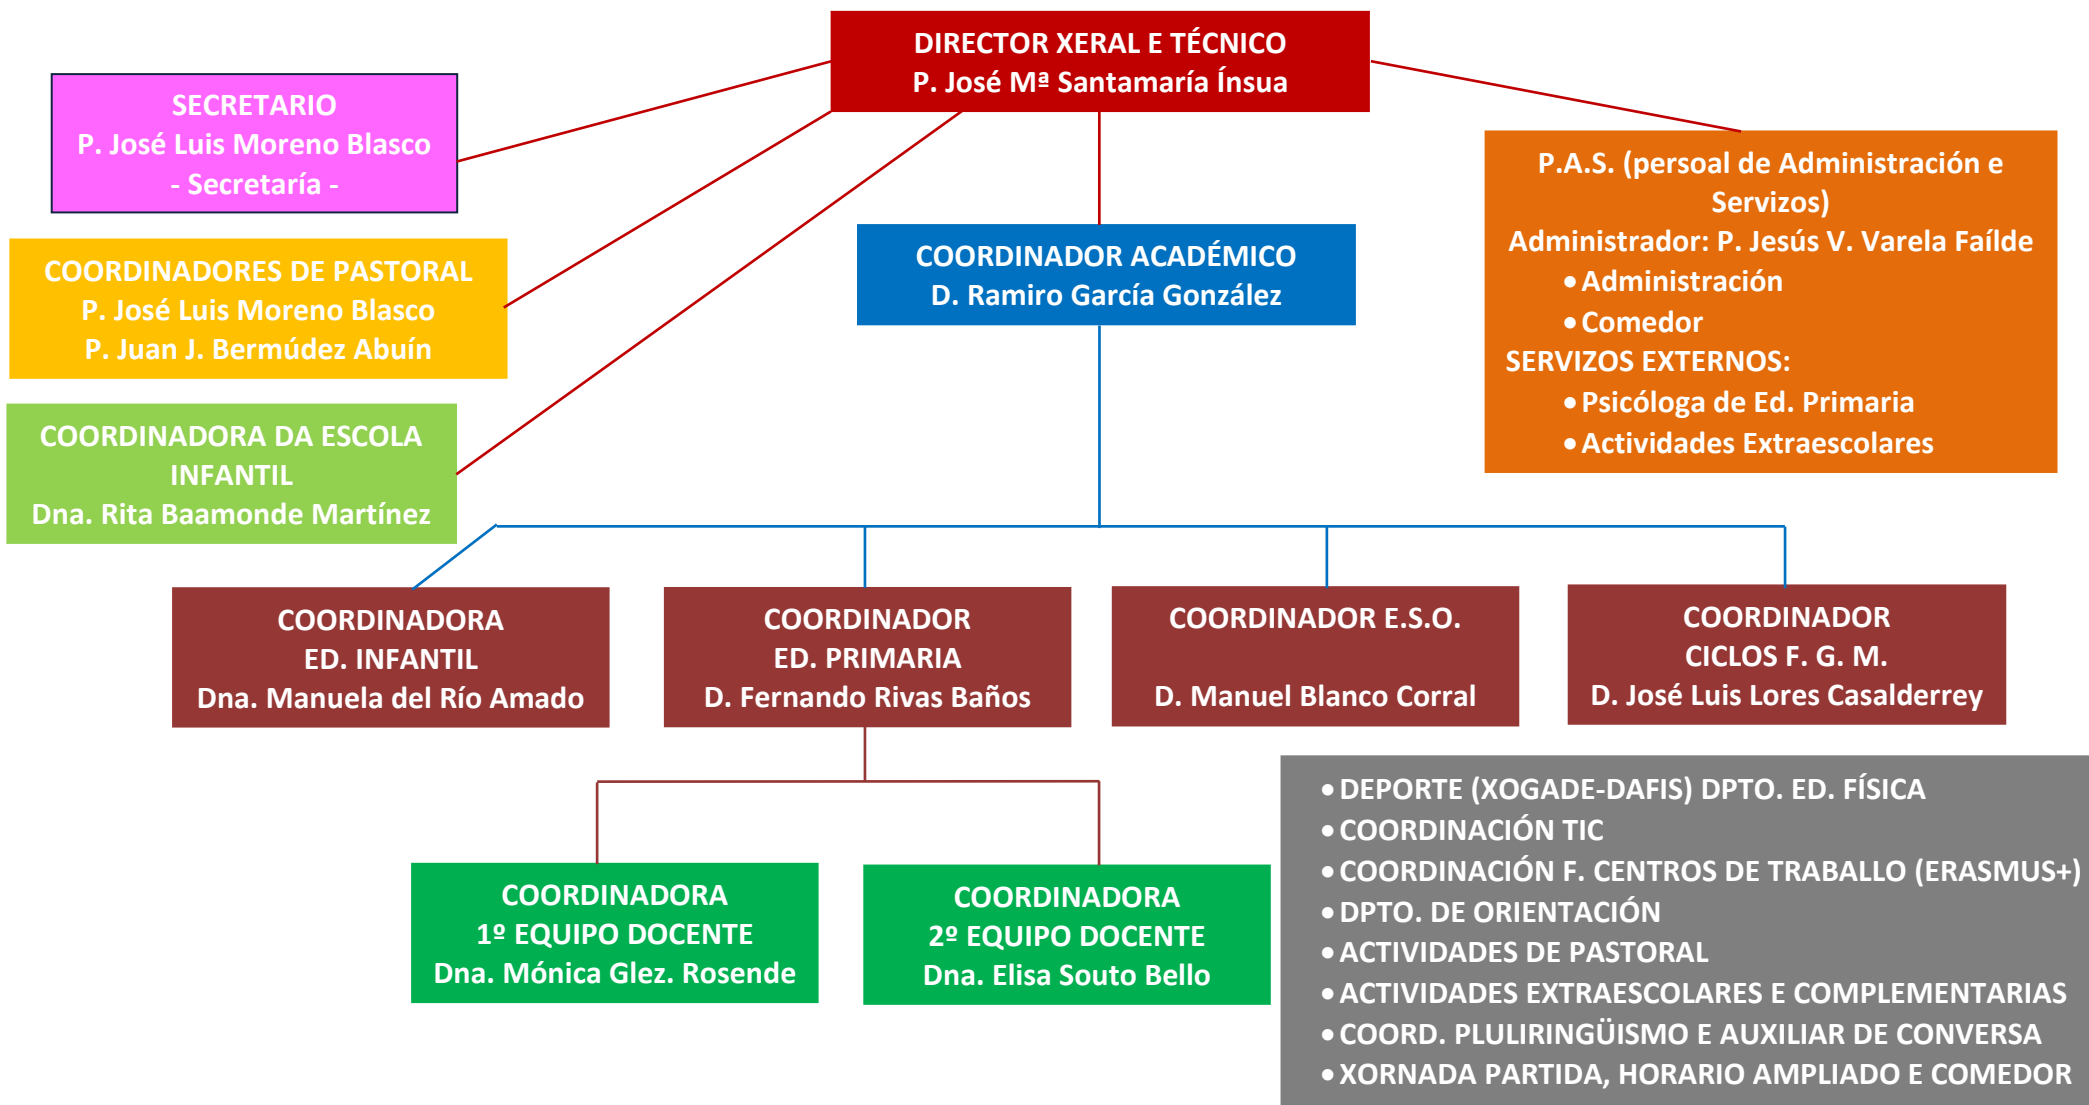 DIRECTOR XERAL E TÉCNICO
P. José Mª Santamaría Ínsua
SECRETARIO
P. José Luis Moreno Blasco
- Secretaría -
P.A.S. (persoal de Administración e
Servizos)
Administrador: P. Jesús V. Varela Faílde
• Administración
• Comedor
SERVIZOS EXTERNOS:
• Psicóloga de Ed. Primaria
• Actividades Extraescolares
COORDINADORES DE PASTORAL
P. José Luis Moreno Blasco
P. Juan J. Bermúdez Abuín
COORDINADOR ACADÉMICO
D. Ramiro García González
COORDINADORA DA ESCOLA
INFANTIL
Dna. Rita Baamonde Martínez
COORDINADORA
ED. INFANTIL
Dna. Manuela del Río Amado
COORDINADOR
ED. PRIMARIA
D. Fernando Rivas Baños
COORDINADOR E.S.O.
D. Manuel Blanco Corral
COORDINADOR
CICLOS F. G. M.
D. José Luis Lores Casalderrey
COORDINADORA
1º EQUIPO DOCENTE
Dna. Mónica Glez. Rosende
COORDINADORA
2º EQUIPO DOCENTE
Dna. Elisa Souto Bello
• DEPORTE (XOGADE-DAFIS) DPTO. ED. FÍSICA
• COORDINACIÓN TIC
• COORDINACIÓN F. CENTROS DE TRABALLO (ERASMUS+)
• DPTO. DE ORIENTACIÓN
• ACTIVIDADES DE PASTORAL
• ACTIVIDADES EXTRAESCOLARES E COMPLEMENTARIAS
• COORD. PLULIRINGÜISMO E AUXILIAR DE CONVERSA
• XORNADA PARTIDA, HORARIO AMPLIADO E COMEDOR